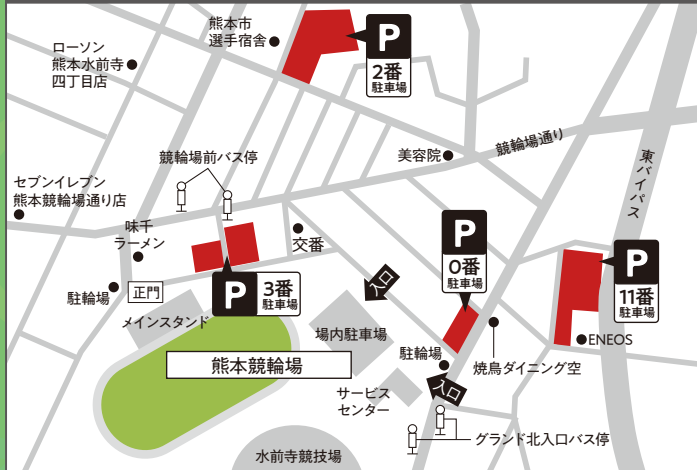 熊本市
選手宿舎
P
2番
駐車場
ローソン
熊本水前寺
四丁目店
競輪場前バス停
美容院
競輪場通り
東バイパス
セブンイレブン
熊本競輪場通り店
味千
ラーメン
交番
P
0番
駐車場
P
11番
駐車場
入口
P
3番
駐車場
駐輪場
正門
メインスタンド
場内駐車場
熊本競輪場
駐輪場
焼鳥ダイニング空
ENEOS
サービス
センター
入口
グランド北入口バス停
水前寺競技場